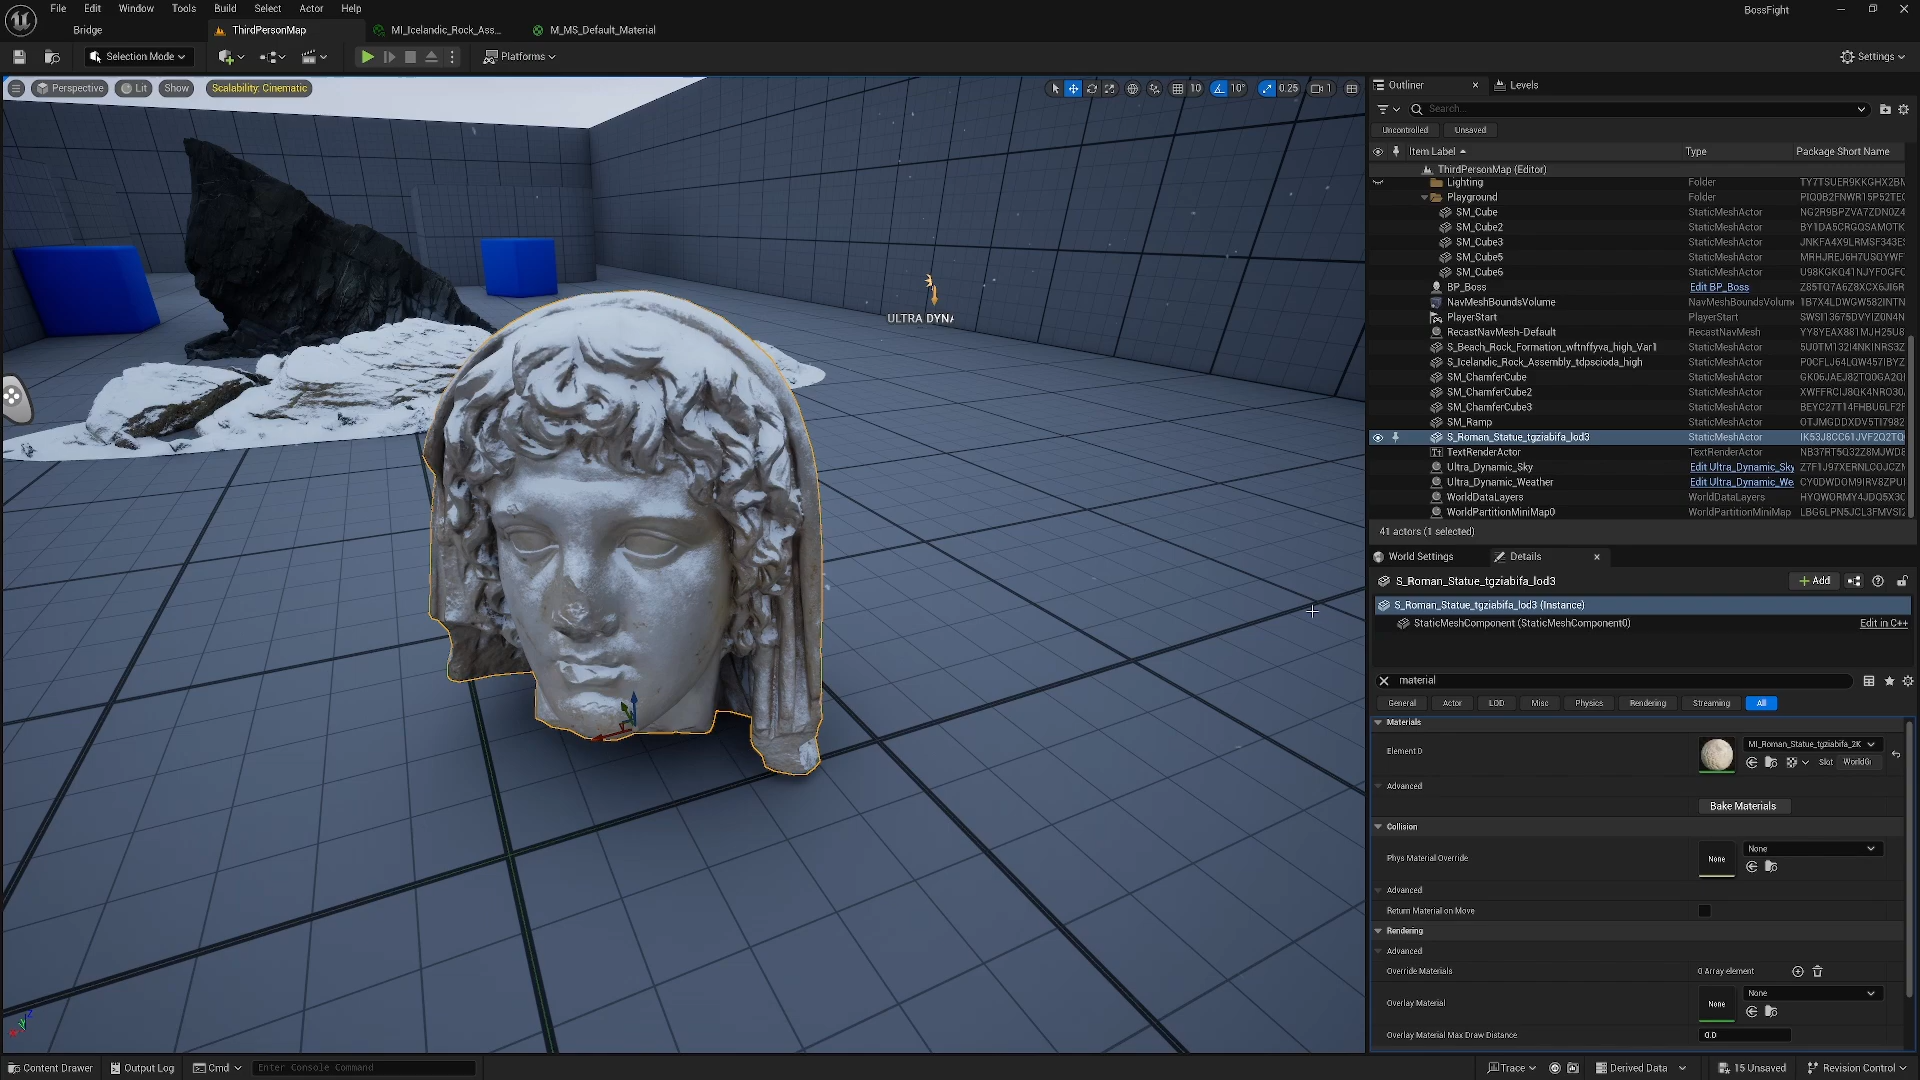 File Edit Window Tools Build Select Actor Help
BossFight
Bridge
ThirdPersonMap
MI_Icelandic_Rock_Ass...
M_MS_Default_Material
Selection Mode
Platforms
Settings
Perspective
Lit
Show
Scalability: Cinematic
10
10°
0.25
1
ULTRA DYNA
Outliner
Levels
Search...
Uncontrolled
Unsaved
Item Label
Type
Package Short Name
ThirdPersonMap (Editor)
Lighting Folder
Playground Folder
SM_Cube StaticMeshActor
SM_Cube2 StaticMeshActor
SM_Cube3 StaticMeshActor
SM_Cube5 StaticMeshActor
SM_Cube6 StaticMeshActor
BP_Boss Edit BP_Boss
NavMeshBoundsVolume NavMeshBoundsVolume
PlayerStart PlayerStart
RecastNavMesh-Default RecastNavMesh
S_Beach_Rock_Formation_wftnffyva_high_Var1 StaticMeshActor
S_Icelandic_Rock_Assembly_tdpscioda_high StaticMeshActor
SM_ChamferCube StaticMeshActor
SM_ChamferCube2 StaticMeshActor
SM_ChamferCube3 StaticMeshActor
SM_Ramp StaticMeshActor
S_Roman_Statue_tgziabifa_lod3 StaticMeshActor
TextRenderActor TextRenderActor
Ultra_Dynamic_Sky Edit Ultra_Dynamic_Sky
Ultra_Dynamic_Weather Edit Ultra_Dynamic_We
WorldDataLayers WorldDataLayers
WorldPartitionMiniMap0 WorldPartitionMiniMap
41 actors (1 selected)
World Settings
Details
S_Roman_Statue_tgziabifa_lod3
Add
S_Roman_Statue_tgziabifa_lod3 (Instance)
StaticMeshComponent (StaticMeshComponent0)
Edit in C++
material
General Actor LOD Misc Physics Rendering Streaming All
Materials
Element 0
MI_Roman_Statue_tgziabifa_2K
Slot WorldGi
Advanced
Bake Materials
Collision
Phys Material Override
None
None
Advanced
Return Material on Move
Rendering
Advanced
Override Materials
0 Array element
Overlay Material
None
None
Overlay Material Max Draw Distance
0.0
Content Drawer
Output Log
Cmd
Enter Console Command
Trace
Derived Data
15 Unsaved
Revision Control